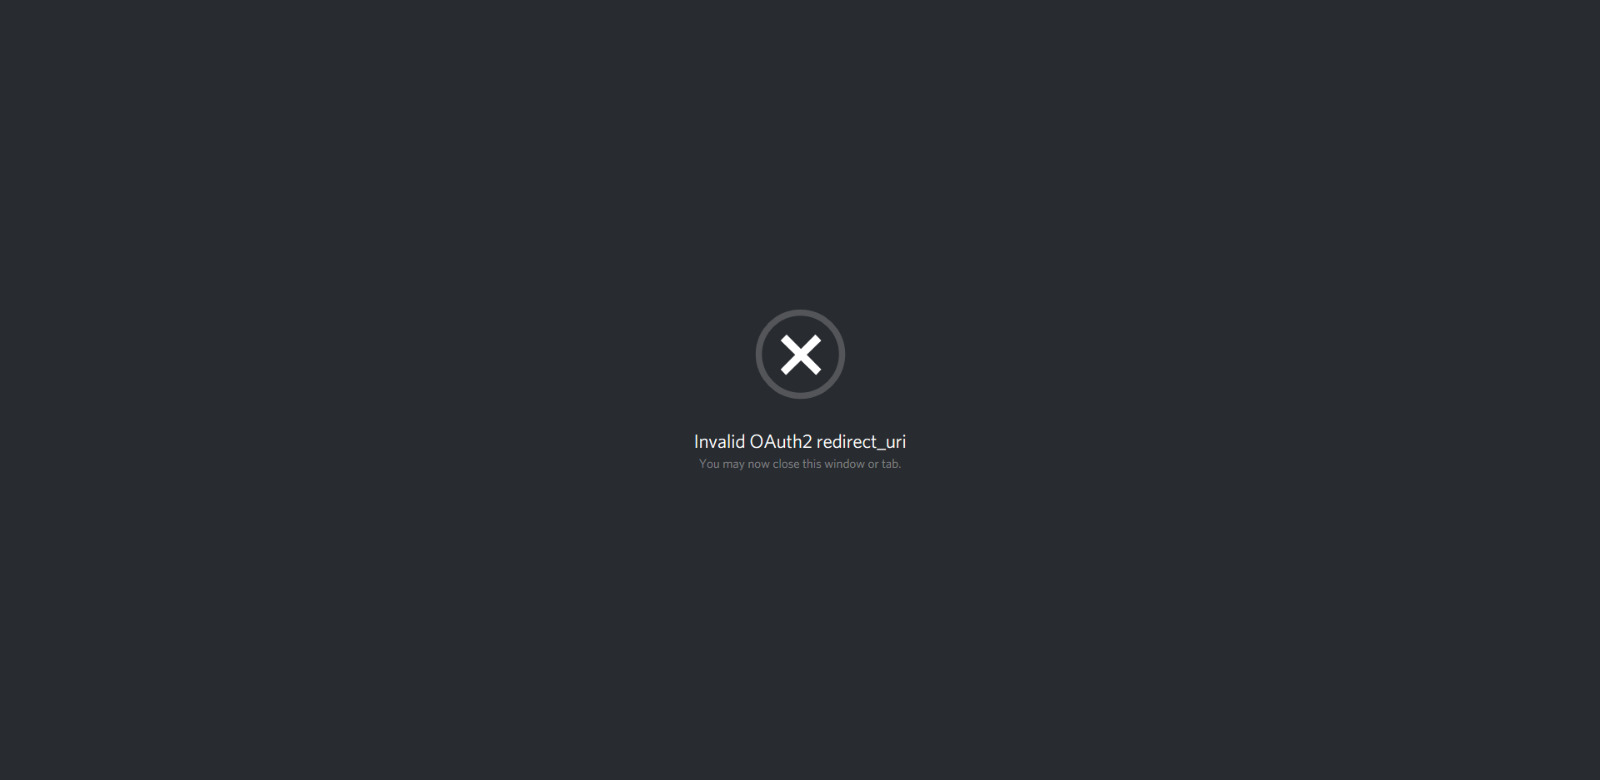 Invalid OAuth2 redirect_uri
You may now close this window or tab.